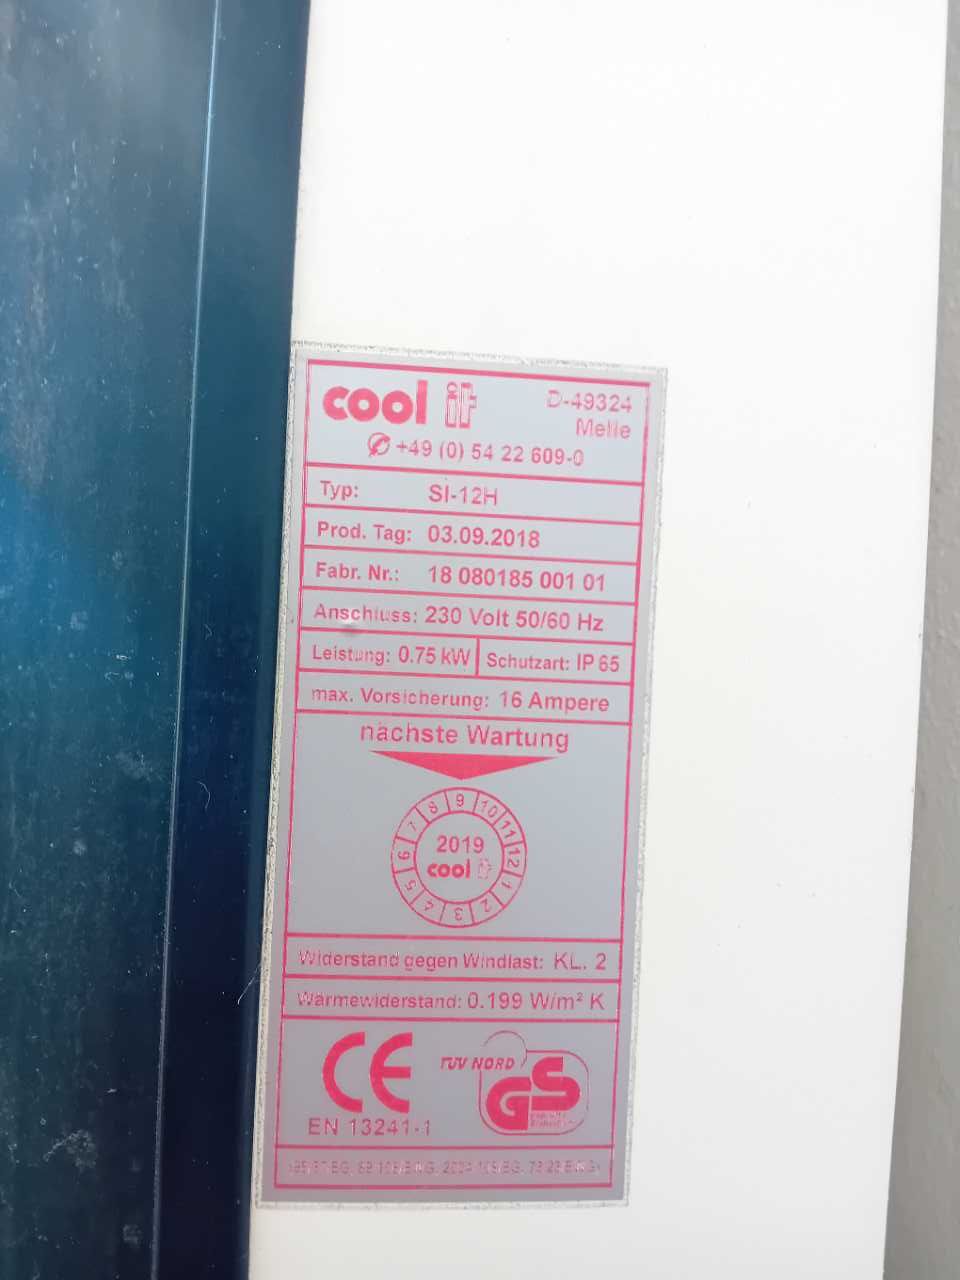 cool it
D-49324
Melle
✆ +49 (0) 54 22 609-0
Typ: SI-12H
Prod. Tag: 03.09.2018
Fabr. Nr.: 18 080185 001 01
Anschluss: 230 Volt 50/60 Hz
Leistung: 0.75 kW Schutzart: IP 65
max. Vorsicherung: 16 Ampere
nächste Wartung
1 2 3 4 5 6 7 8 9 10 11 12
2019
cool it
Widerstand gegen Windlast: KL. 2
Wärmewiderstand: 0.199 W/m² K
CE
EN 13241-1
TÜV NORD
GS